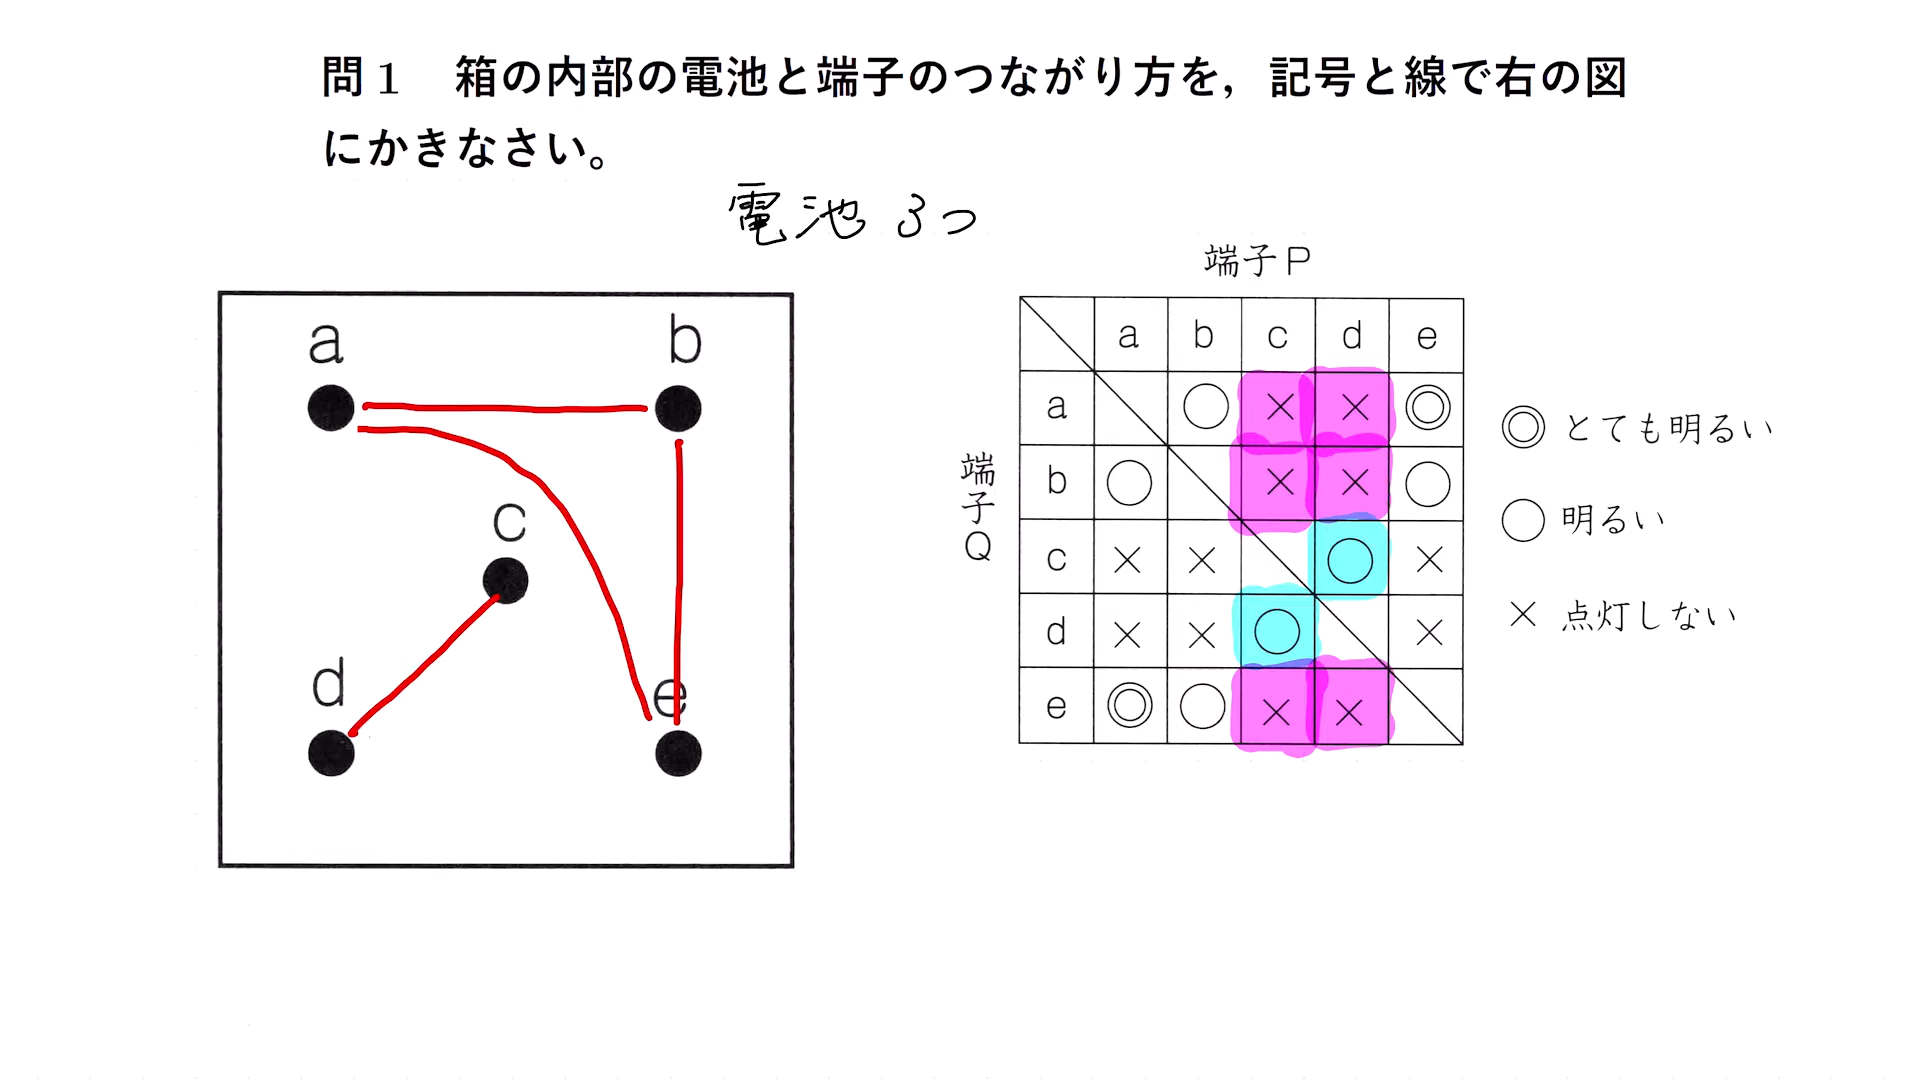 問1 箱の内部の電池と端子のつながり方を，記号と線で右の図
にかきなさい。
電池 3つ
a
b
c
d
e
端子P
a b c d e
端子Q
a ○ × × ◎
b ○ × × ○
c × × ○ ×
d × × ○ ×
e ◎ ○ × ×
◎ とても明るい
○ 明るい
× 点灯しない